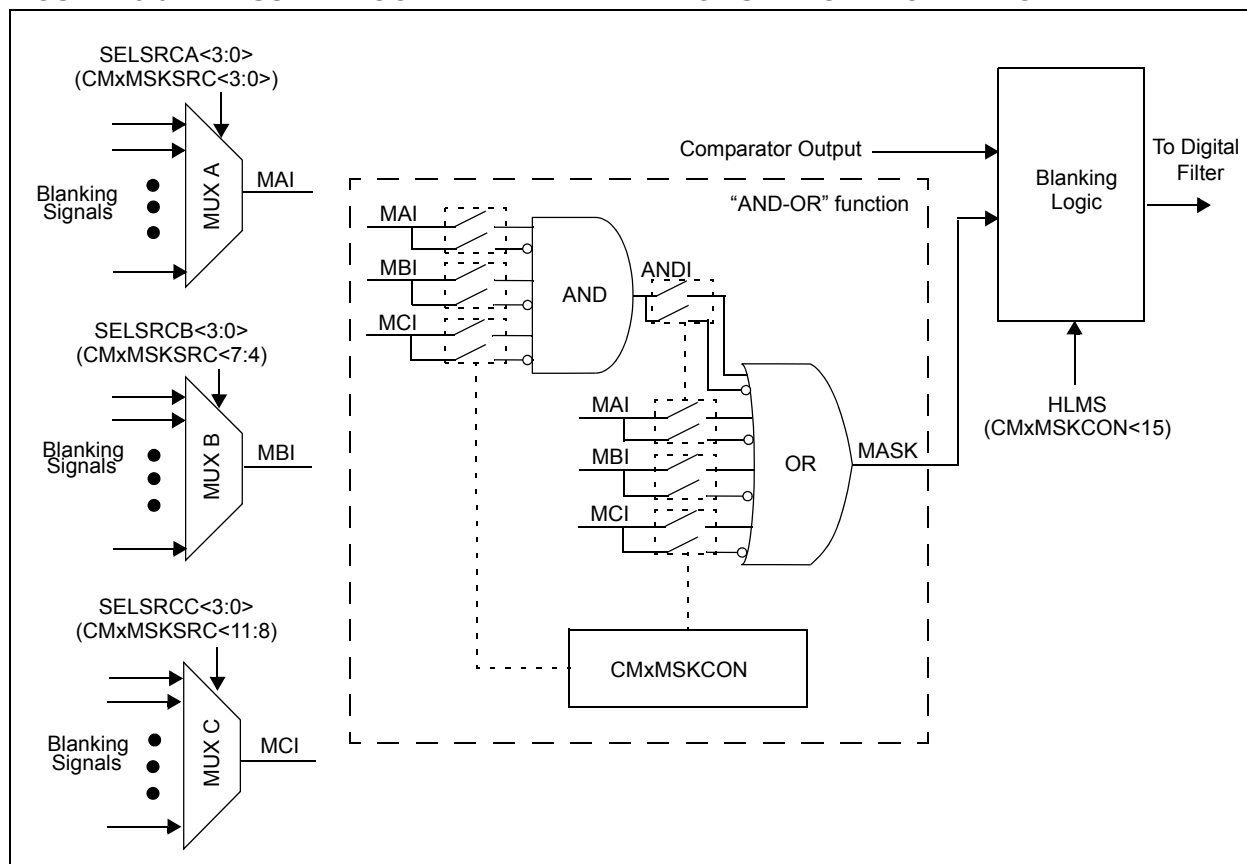 SELSRCA<3:0>
(CMxMSKSRC<3:0>)
Blanking
Signals
MUX A
MAI
SELSRCB<3:0>
(CMxMSKSRC<7:4)
Blanking
Signals
MUX B
MBI
SELSRCC<3:0>
(CMxMSKSRC<11:8)
Blanking
Signals
MUX C
MCI
“AND-OR” function
MAI
MBI
MCI
AND
ANDI
MAI
MBI
MCI
OR
MASK
CMxMSKCON
Comparator Output
Blanking
Logic
To Digital
Filter
HLMS
(CMxMSKCON<15)